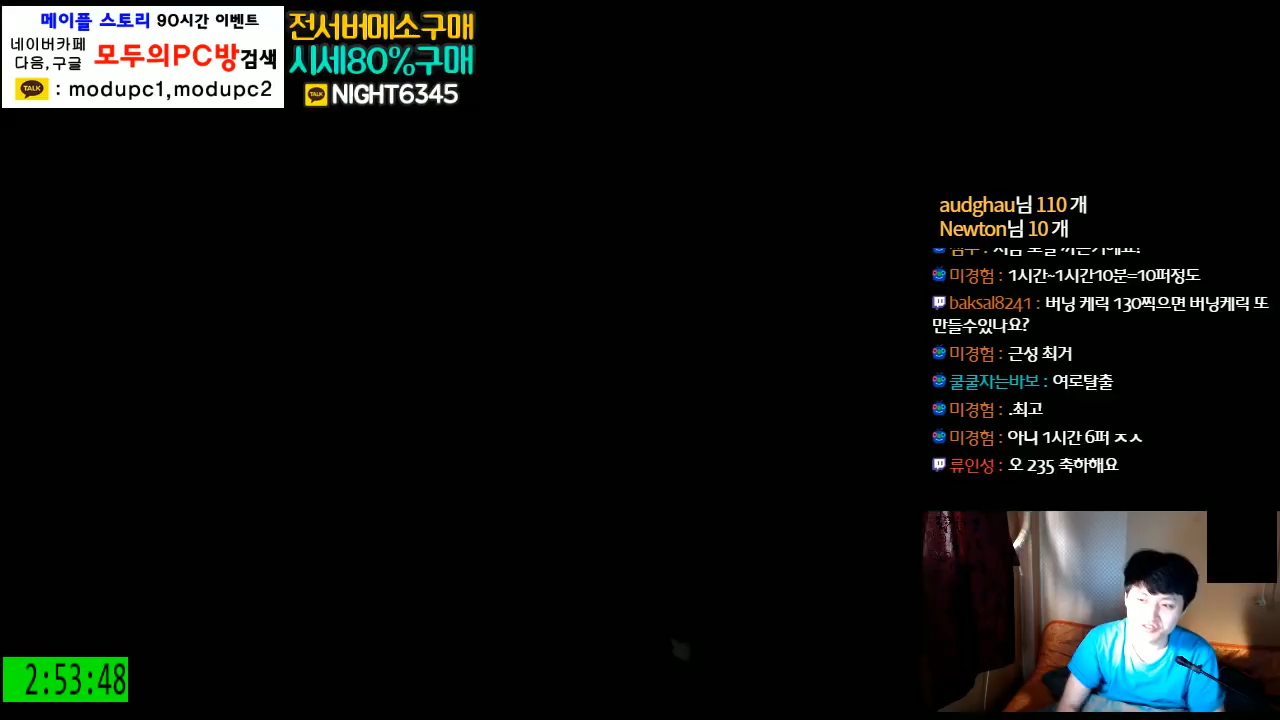 메이플 스토리 90시간 이벤트
네이버카페
다음,구글 모두의PC방검색
TALK : modupc1,modupc2
전서버메소구매
시세80%구매
TALK NIGHT6345
audghau님 110 개
Newton님 10 개
미경험 : 1시간~1시간10분=10퍼정도
baksal8241 : 버닝 케릭 130찍으면 버닝케릭 또
만들수있나요?
미경험 : 근성 최거
쿨쿨자는바보 : 여로탈출
미경험 : .최고
미경험 : 아니 1시간 6퍼 ㅈㅅ
류인성 : 오 235 축하해요
2:53:48